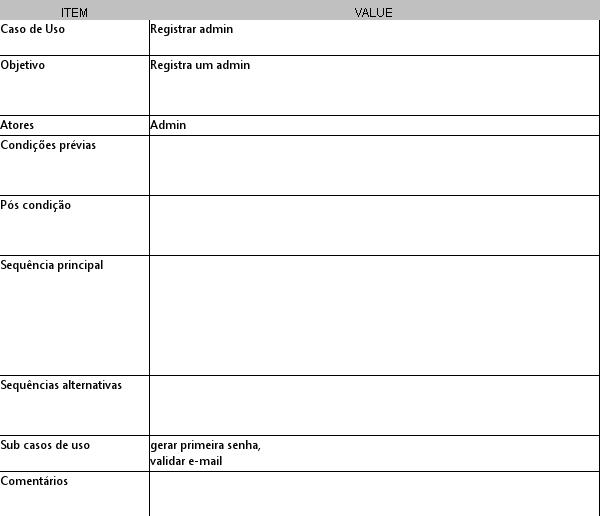 ITEM VALUE
Caso de Uso Registrar admin
Objetivo Registra um admin
Atores Admin
Condições prévias
Pós condição
Sequência principal
Sequências alternativas
Sub casos de uso gerar primeira senha,
validar e-mail
Comentários